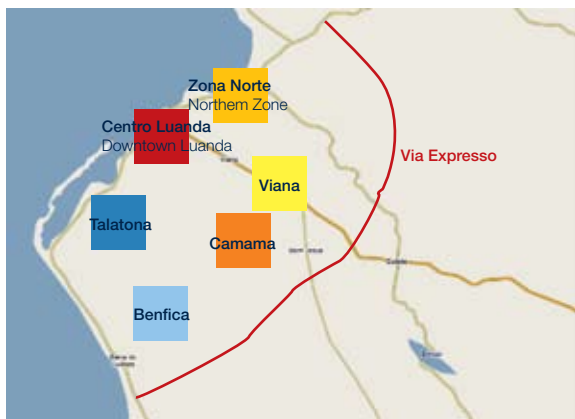 Zona Norte
Northem Zone
Centro Luanda
Downtown Luanda
Via Expresso
Viana
Talatona
Camama
Benfica